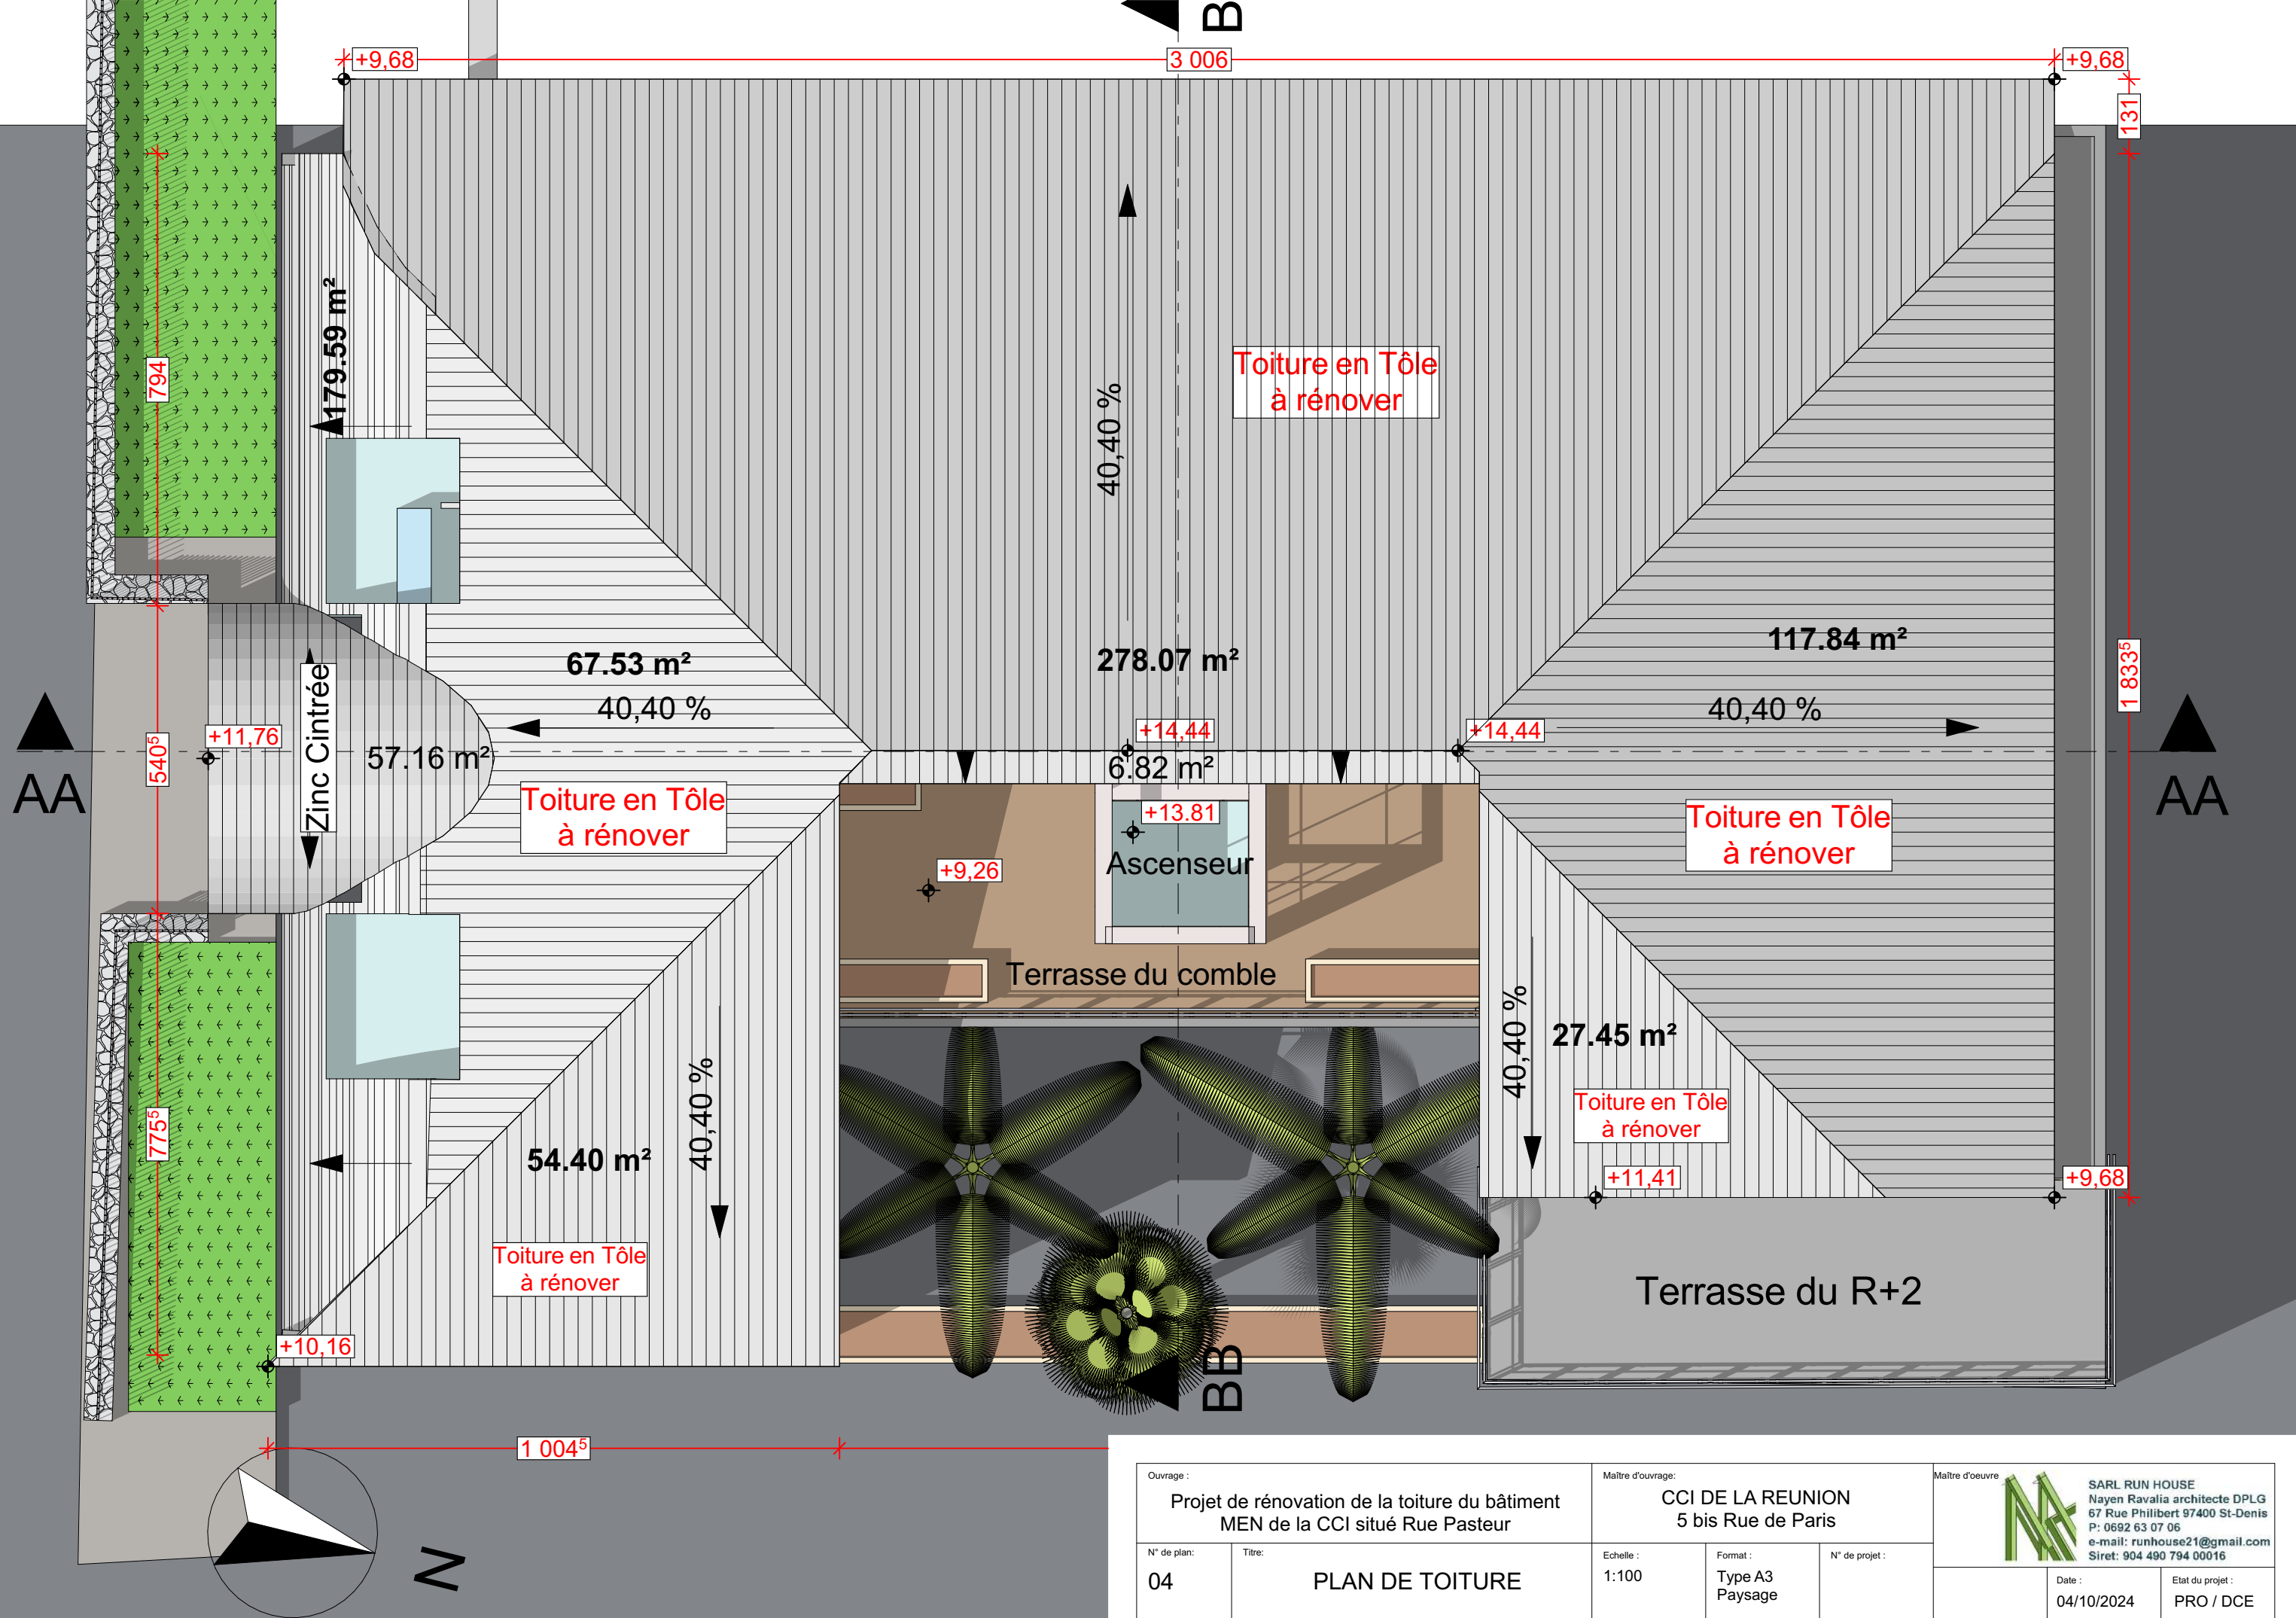 B
+9,68
3 006
+9,68
131
179.59 m²
794
40,40 %
Toiture en Tôle
à rénover
67.53 m²
40,40 %
278.07 m²
117.84 m²
40,40 %
1 833⁵
+11,76
Zinc Cintrée
57.16 m²
540⁵
+14,44
+14,44
6.82 m²
AA
AA
Toiture en Tôle
à rénover
+13.81
Ascenseur
+9,26
Toiture en Tôle
à rénover
Terrasse du comble
40,40 %
27.45 m²
40,40 %
Toiture en Tôle
à rénover
775⁵
54.40 m²
+11,41
+9,68
Toiture en Tôle
à rénover
Terrasse du R+2
+10,16
BB
1 004⁵
N
Ouvrage :
Projet de rénovation de la toiture du bâtiment
MEN de la CCI situé Rue Pasteur
Maître d'ouvrage:
CCI DE LA REUNION
5 bis Rue de Paris
Maître d'oeuvre
SARL RUN HOUSE
Nayen Ravalia architecte DPLG
67 Rue Philibert 97400 St-Denis
P: 0692 63 07 06
e-mail: runhouse21@gmail.com
Siret: 904 490 794 00016
N° de plan:
04
Titre:
PLAN DE TOITURE
Echelle :
1:100
Format :
Type A3
Paysage
N° de projet :
Date :
04/10/2024
Etat du projet :
PRO / DCE